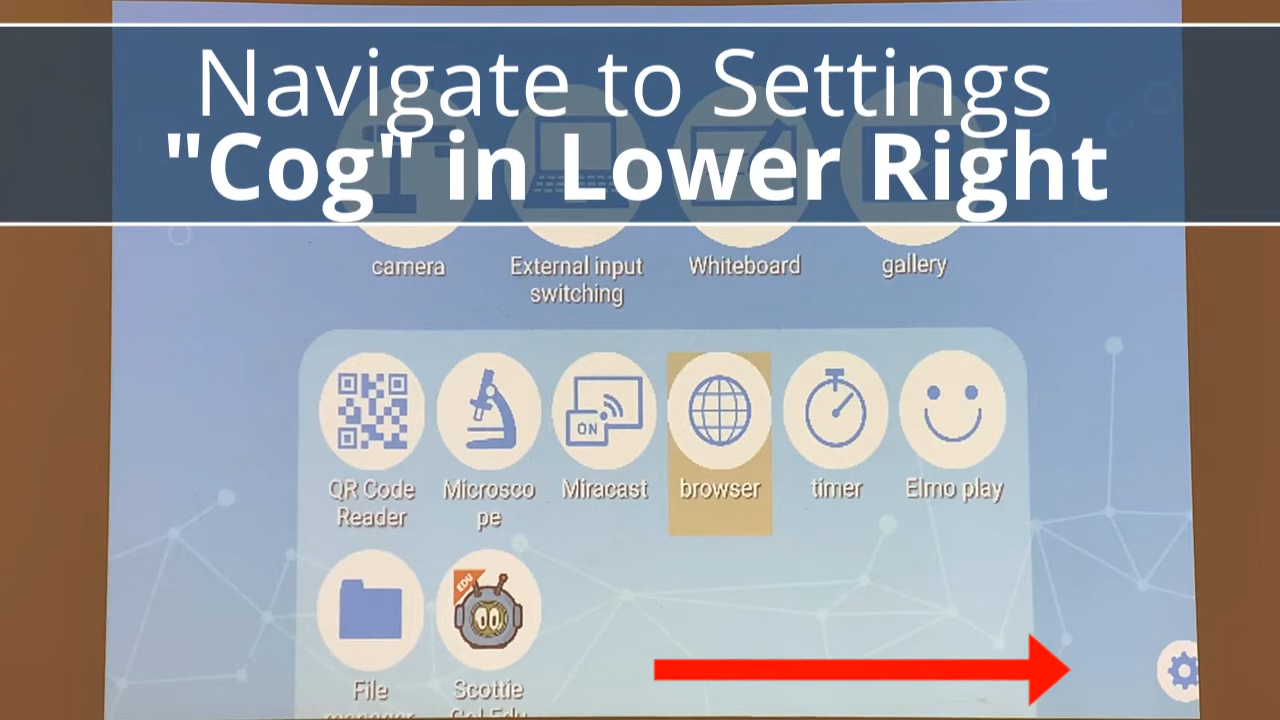 Navigate to Settings
"Cog" in Lower Right
camera
External input
switching
Whiteboard
gallery
ON
QR Code
Reader
Microsco
pe
Miracast
browser
timer
Elmo play
EDU
File
Scottie